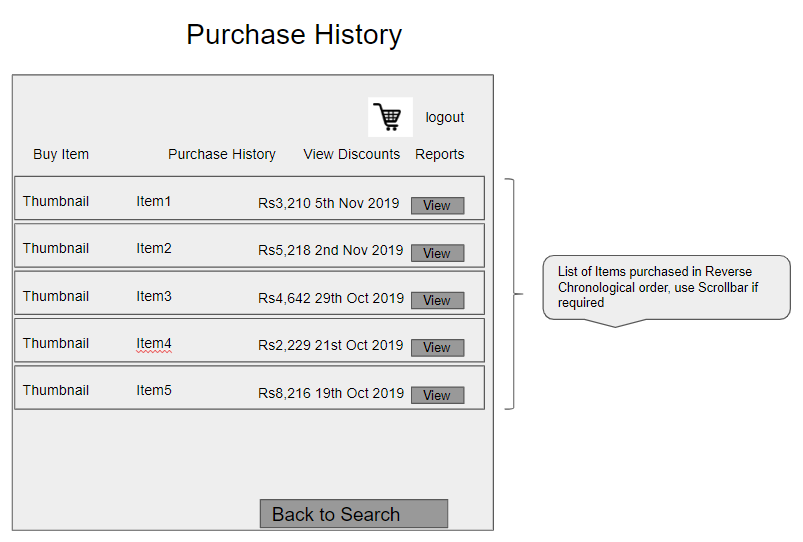 Purchase History
logout
Buy Item Purchase History View Discounts Reports
Thumbnail Item1 Rs3,210 5th Nov 2019 View
Thumbnail Item2 Rs5,218 2nd Nov 2019 View
Thumbnail Item3 Rs4,642 29th Oct 2019 View
Thumbnail Item4 Rs2,229 21st Oct 2019 View
Thumbnail Item5 Rs8,216 19th Oct 2019 View
Back to Search
List of Items purchased in Reverse
Chronological order, use Scrollbar if
required